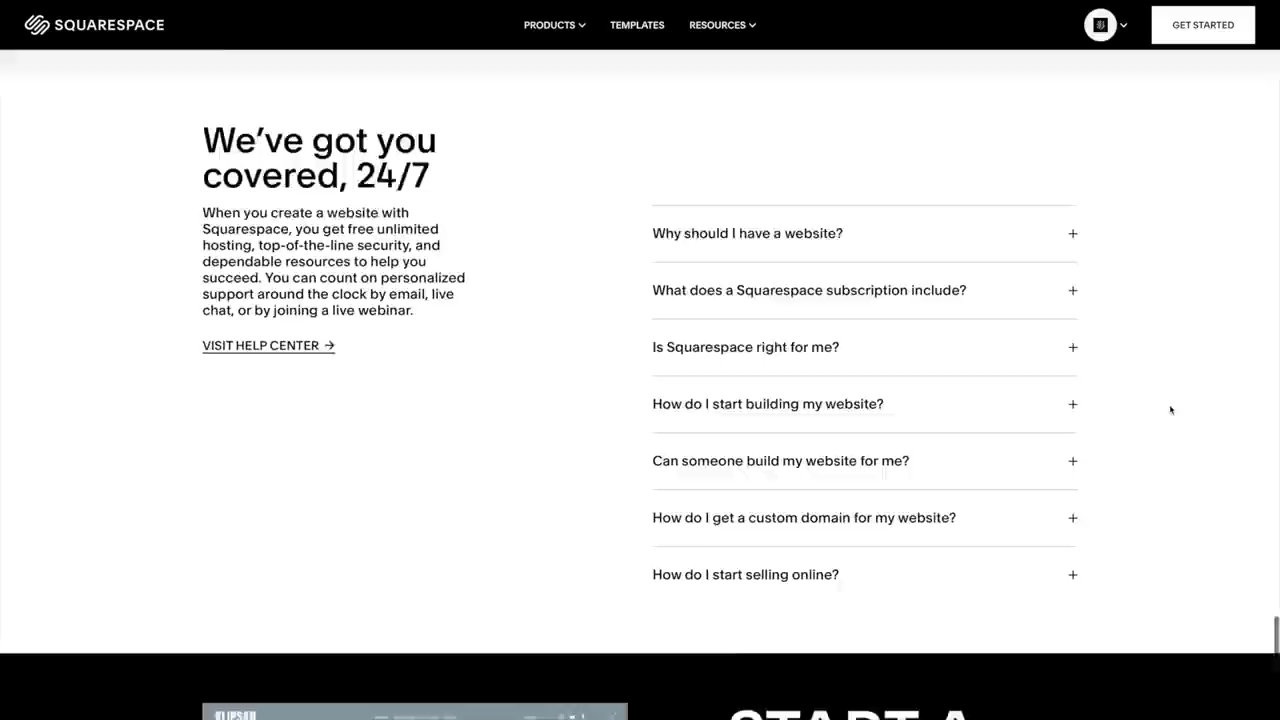 SQUARESPACE
PRODUCTS
TEMPLATES
RESOURCES
GET STARTED
We’ve got you
covered, 24/7
When you create a website with
Squarespace, you get free unlimited
hosting, top-of-the-line security, and
dependable resources to help you
succeed. You can count on personalized
support around the clock by email, live
chat, or by joining a live webinar.
VISIT HELP CENTER →
Why should I have a website? +
What does a Squarespace subscription include? +
Is Squarespace right for me? +
How do I start building my website? +
Can someone build my website for me? +
How do I get a custom domain for my website? +
How do I start selling online? +
START A